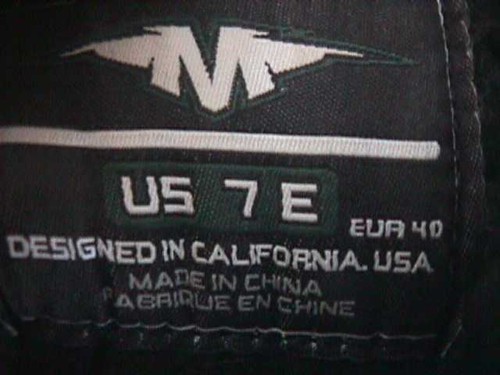 M
US 7 E
EUR 40
DESIGNED IN CALIFORNIA. USA
MADE IN CHINA
FABRIQUE EN CHINE